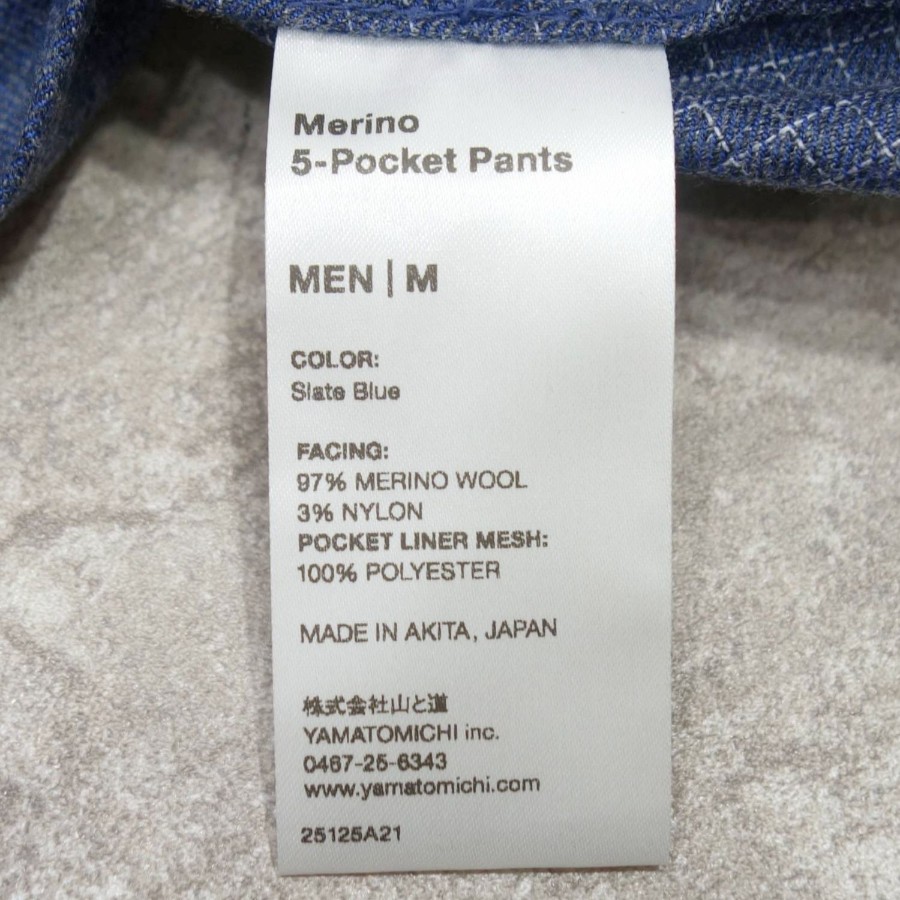 Merino
5-Pocket Pants
MEN | M
COLOR:
Slate Blue
FACING:
97% MERINO WOOL
3% NYLON
POCKET LINER MESH:
100% POLYESTER
MADE IN AKITA, JAPAN
株式会社山と道
YAMATOMICHI inc.
0467-25-6343
www.yamatomichi.com
25125A21